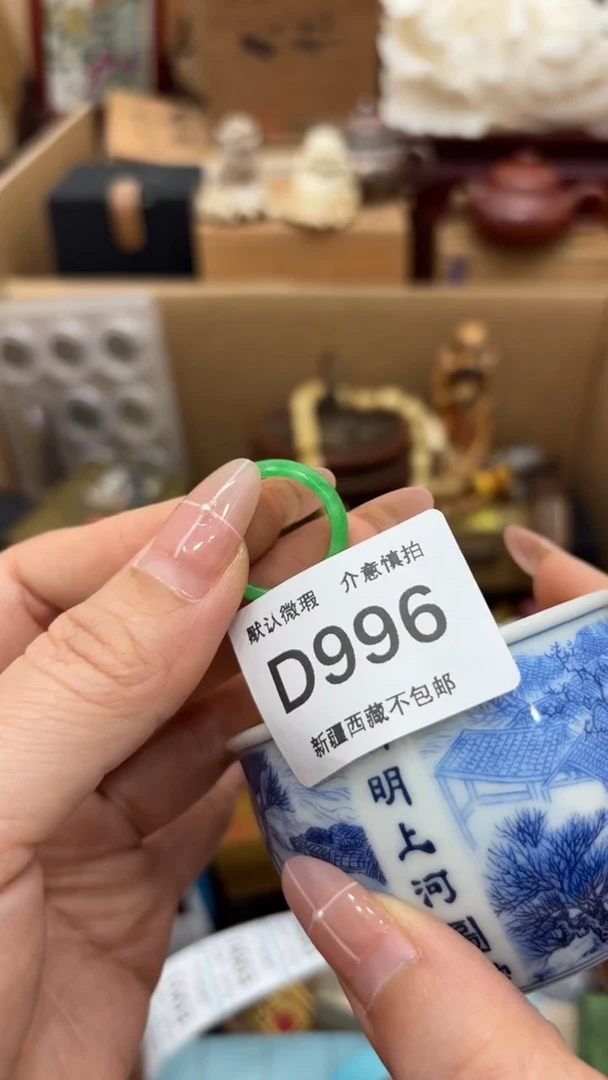 默认微瑕 介意慎拍
D996
新疆西藏不包邮
明上河圖